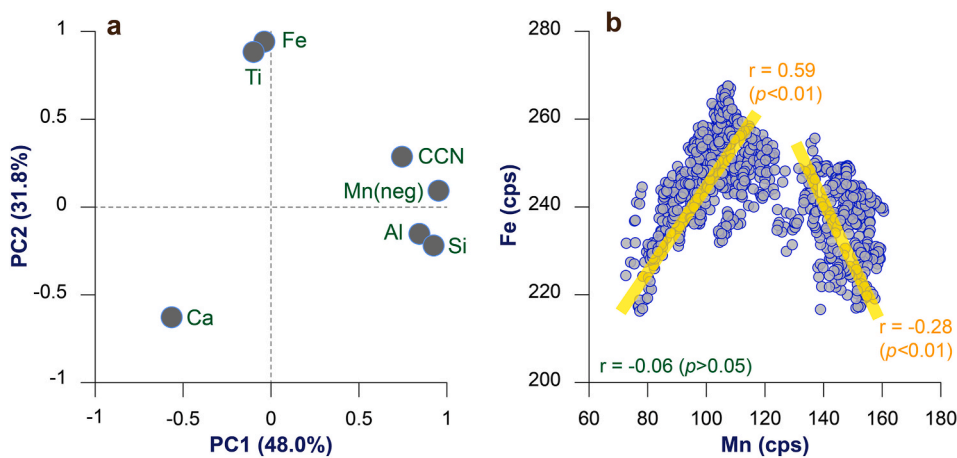 a
1
0.5
0
-0.5
-1
PC2 (31.8%)
Fe
Ti
CCN
Mn(neg)
Al
Si
Ca
-1
-0.5
0
0.5
1
PC1 (48.0%)
b
280
260
240
220
200
Fe (cps)
r = 0.59
(p<0.01)
r = -0.28
(p<0.01)
r = -0.06 (p>0.05)
60
80
100
120
140
160
180
Mn (cps)